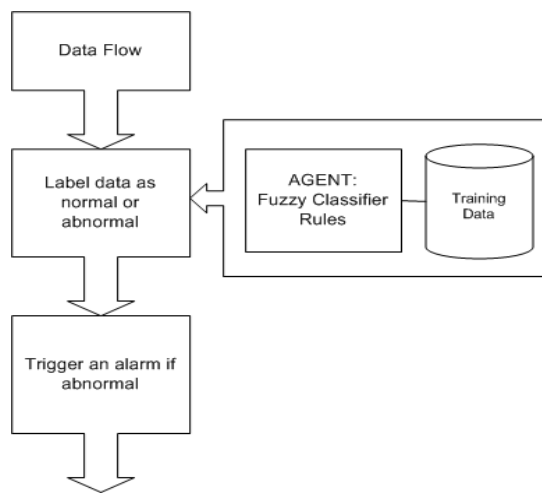 Data Flow
Label data as
normal or
abnormal
AGENT:
Fuzzy Classifier
Rules
Training
Data
Trigger an alarm if
abnormal